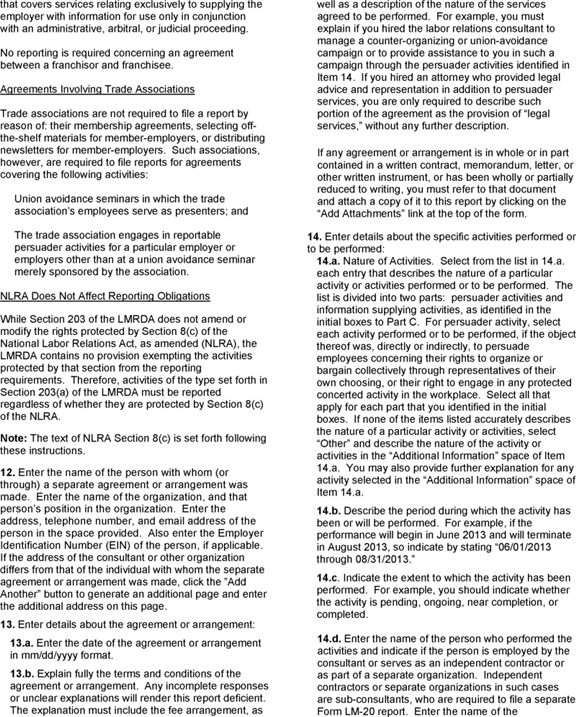 that covers services relating exclusively to supplying the
employer with information for use only in conjunction
with an administrative, arbitral, or judicial proceeding.
No reporting is required concerning an agreement
between a franchisor and franchisee.
Agreements Involving Trade Associations
Trade associations are not required to file a report by
reason of: their membership agreements, selecting off-
the-shelf materials for member-employers, or distributing
newsletters for member-employers.  Such associations,
however, are required to file reports for agreements
covering the following activities:
Union avoidance seminars in which the trade
association's employees serve as presenters; and
The trade association engages in reportable
persuader activities for a particular employer or
employers other than at a union avoidance seminar
merely sponsored by the association.
NLRA Does Not Affect Reporting Obligations
While Section 203 of the LMRDA does not amend or
modify the rights protected by Section 8(c) of the
National Labor Relations Act, as amended (NLRA), the
LMRDA contains no provision exempting the activities
protected by that section from the reporting
requirements.  Therefore, activities of the type set forth in
Section 203(a) of the LMRDA must be reported
regardless of whether they are protected by Section 8(c)
of the NLRA.
Note: The text of NLRA Section 8(c) is set forth following
these instructions.
12. Enter the name of the person with whom (or
through) a separate agreement or arrangement was
made.  Enter the name of the organization, and that
person's position in the organization.  Enter the
address, telephone number, and email address of the
person in the space provided.  Also enter the Employer
Identification Number (EIN) of the person, if applicable.
If the address of the consultant or other organization
differs from that of the individual with whom the separate
agreement or arrangement was made, click the "Add
Another" button to generate an additional page and enter
the additional address on this page.
13. Enter details about the agreement or arrangement:
13.a. Enter the date of the agreement or arrangement
in mm/dd/yyyy format.
13.b. Explain fully the terms and conditions of the
agreement or arrangement.  Any incomplete responses
or unclear explanations will render this report deficient.
The explanation must include the fee arrangement, as
well as a description of the nature of the services
agreed to be performed.  For example, you must
explain if you hired the labor relations consultant to
manage a counter-organizing or union-avoidance
campaign or to provide assistance to you in such a
campaign through the persuader activities identified in
Item 14.  If you hired an attorney who provided legal
advice and representation in addition to persuader
services, you are only required to describe such
portion of the agreement as the provision of "legal
services," without any further description.
If any agreement or arrangement is in whole or in part
contained in a written contract, memorandum, letter, or
other written instrument, or has been wholly or partially
reduced to writing, you must refer to that document
and attach a copy of it to this report by clicking on the
"Add Attachments" link at the top of the form.
14. Enter details about the specific activities performed or
to be performed:
14.a. Nature of Activities.  Select from the list in 14.a.
each entry that describes the nature of a particular
activity or activities performed or to be performed.  The
list is divided into two parts:  persuader activities and
information supplying activities, as identified in the
initial boxes to Part C.  For persuader activity, select
each activity performed or to be performed, if the object
thereof was, directly or indirectly, to persuade
employees concerning their rights to organize or
bargain collectively through representatives of their
own choosing, or their right to engage in any protected
concerted activity in the workplace.  Select all that
apply for each part that you identified in the initial
boxes.  If none of the items listed accurately describes
the nature of a particular activity or activities, select
"Other" and describe the nature of the activity or
activities in the "Additional Information" space of Item
14.a.  You may also provide further explanation for any
activity selected in the "Additional Information" space of
Item 14.a.
14.b. Describe the period during which the activity has
been or will be performed.  For example, if the
performance will begin in June 2013 and will terminate
in August 2013, so indicate by stating "06/01/2013
through 08/31/2013."
14.c. Indicate the extent to which the activity has been
performed.  For example, you should indicate whether
the activity is pending, ongoing, near completion, or
completed.
14.d. Enter the name of the person who performed the
activities and indicate if the person is employed by the
consultant or serves as an independent contractor or
as part of a separate organization.  Independent
contractors or separate organizations in such cases
are sub-consultants, who are required to file a separate
Form LM-20 report.  Enter the name of the